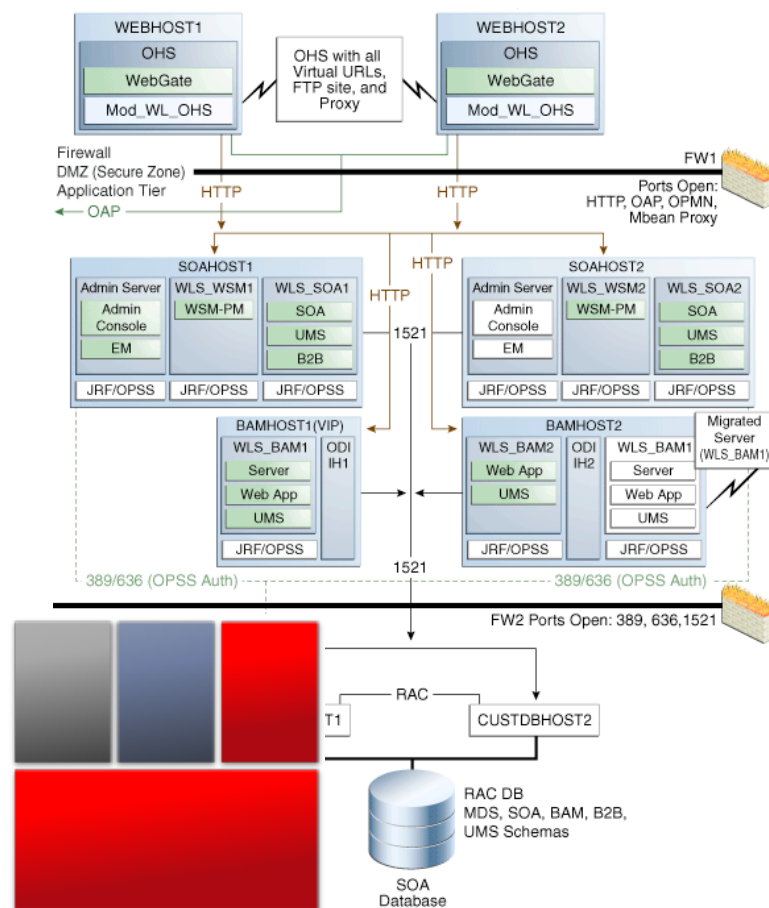 WEBHOST1
OHS
WebGate
Mod_WL_OHS
OHS with all
Virtual URLs,
FTP site, and
Proxy
WEBHOST2
OHS
WebGate
Mod_WL_OHS
Firewall
DMZ (Secure Zone)
Application Tier
FW1
Ports Open:
HTTP, OAP, OPMN,
Mbean Proxy
HTTP
HTTP
OAP
SOAHOST1
Admin Server
Admin
Console
EM
JRF/OPSS
WLS_WSM1
WSM-PM
JRF/OPSS
WLS_SOA1
SOA
UMS
B2B
JRF/OPSS
HTTP
HTTP
1521
SOAHOST2
Admin Server
Admin
Console
EM
JRF/OPSS
WLS_WSM2
WSM-PM
JRF/OPSS
WLS_SOA2
SOA
UMS
B2B
JRF/OPSS
BAMHOST1(VIP)
WLS_BAM1
Server
Web App
UMS
JRF/OPSS
ODI
IH1
BAMHOST2
WLS_BAM2
Web App
UMS
JRF/OPSS
ODI
IH2
WLS_BAM1
Server
Web App
UMS
JRF/OPSS
Migrated
Server
(WLS_BAM1)
1521
389/636 (OPSS Auth)
389/636 (OPSS Auth)
FW2 Ports Open: 389, 636,1521
T1
RAC
CUSTDBHOST2
RAC DB
MDS, SOA, BAM, B2B,
UMS Schemas
SOA
Database